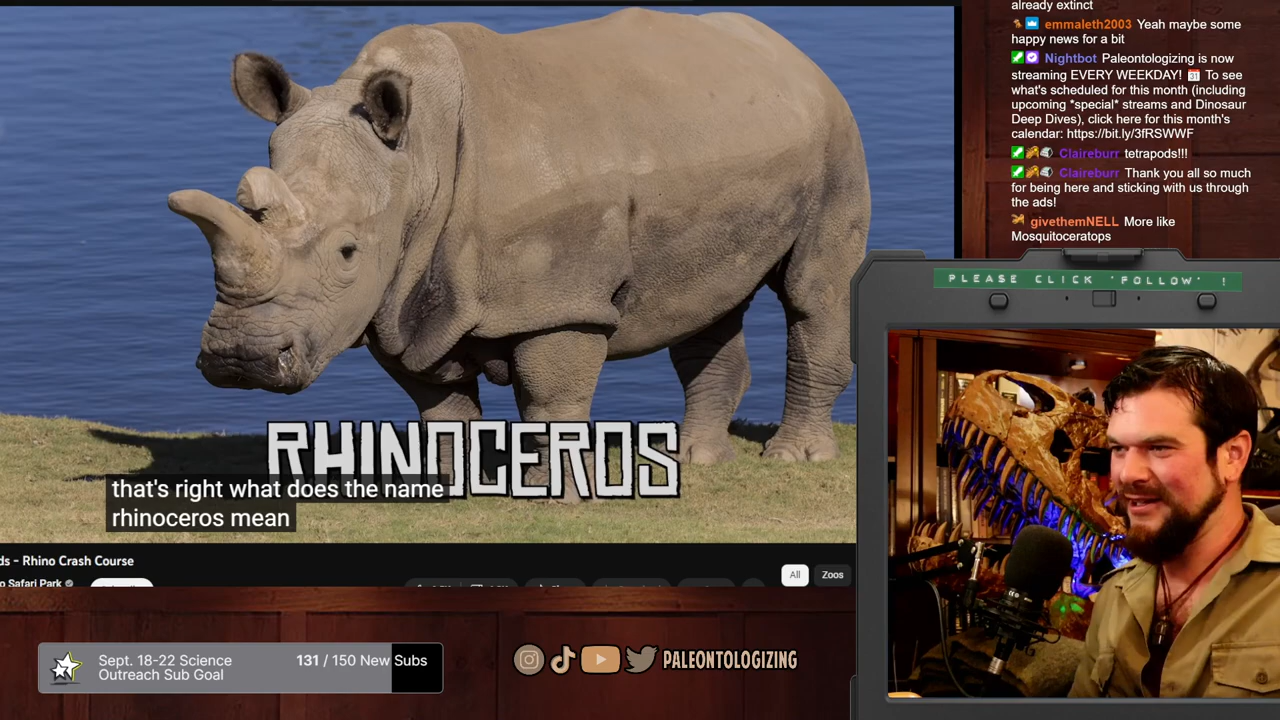 already extinct
emmaleth2003 Yeah maybe some
happy news for a bit
Nightbot Paleontologizing is now
streaming EVERY WEEKDAY! To see
what's scheduled for this month (including
upcoming *special* streams and Dinosaur
Deep Dives), click here for this month's
calendar: https://bit.ly/3fRSWWF
Claireburr tetrapods!!!
Claireburr Thank you all so much
for being here and sticking with us through
the ads!
givethemNELL More like
Mosquitoceratops
PLEASE CLICK 'FOLLOW' !
RHINOCEROS
that's right what does the name
rhinoceros mean
ds - Rhino Crash Course
o Safari Park
All
Zoos
Sept. 18-22 Science
Outreach Sub Goal
131 / 150 New Subs
PALEONTOLOGIZING